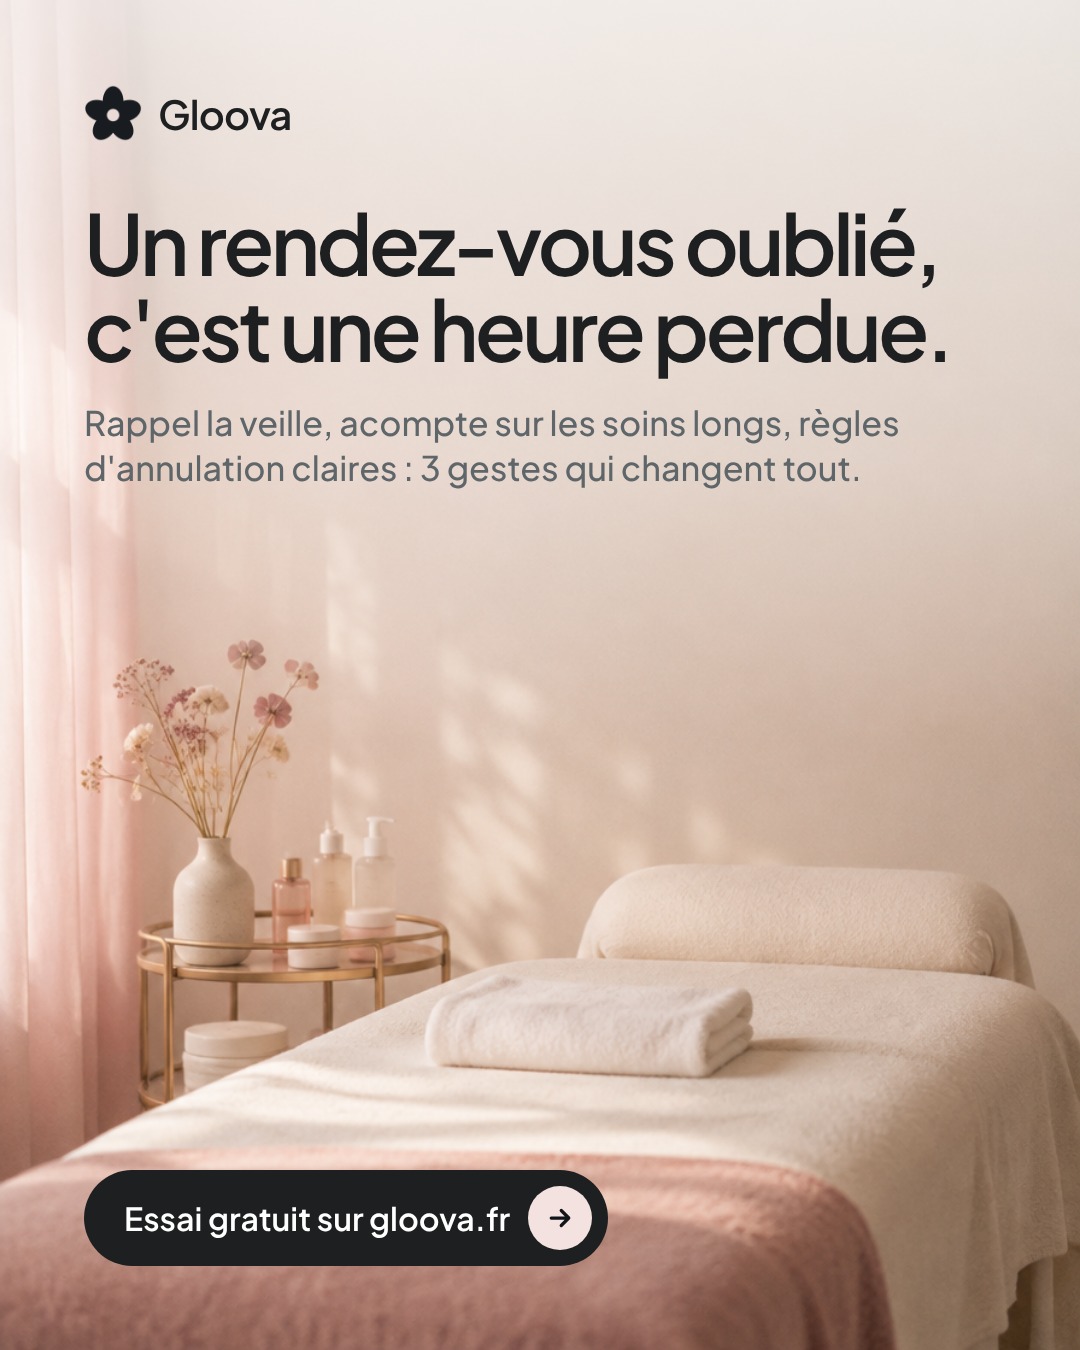 Gloova
Un rendez-vous oublié,
c'est une heure perdue.
Rappel la veille, acompte sur les soins longs, règles
d'annulation claires : 3 gestes qui changent tout.
Essai gratuit sur gloova.fr